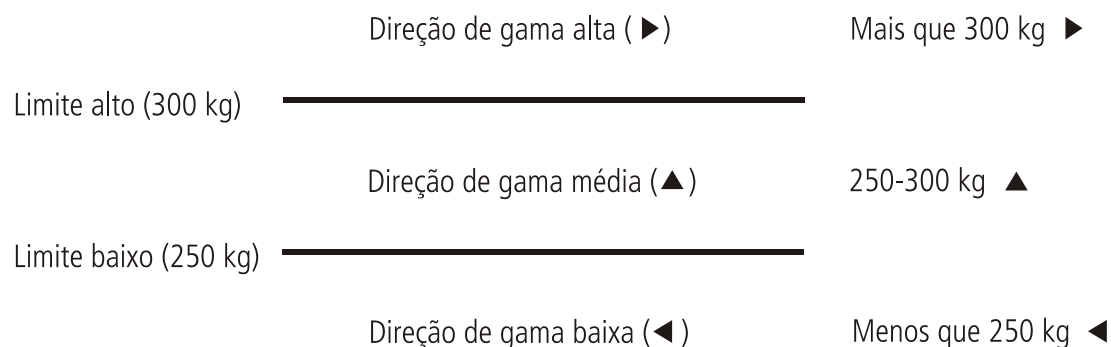 Direção de gama alta (▶) Mais que 300 kg ▶
Limite alto (300 kg)
Direção de gama média (▲) 250-300 kg ▲
Limite baixo (250 kg)
Direção de gama baixa (◀) Menos que 250 kg ◀